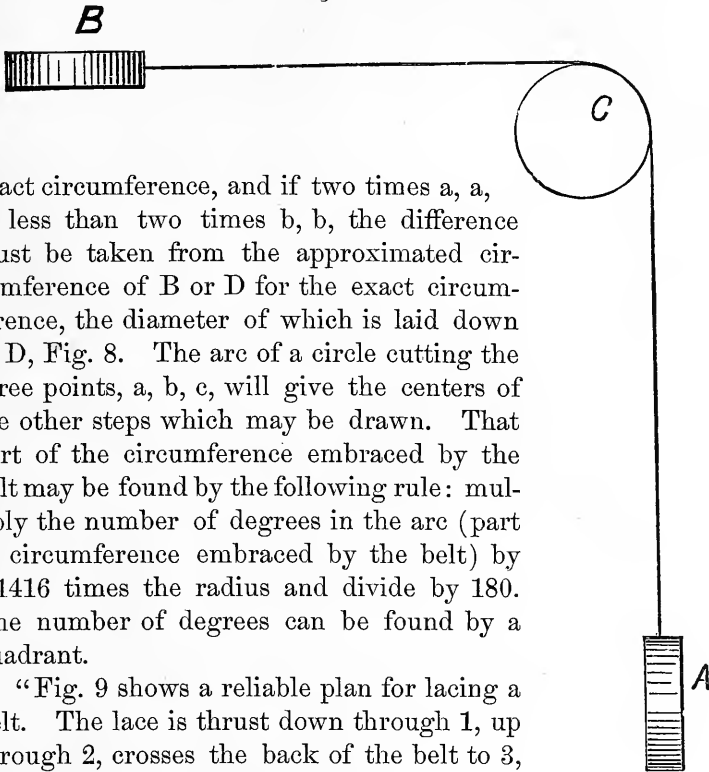 B
C
act circumference, and if two times a, a,
less than two times b, b, the difference
ust be taken from the approximated cir-
mference of B or D for the exact circum-
rence, the diameter of which is laid down
D, Fig. 8. The arc of a circle cutting the
ree points, a, b, c, will give the centers of
e other steps which may be drawn. That
rt of the circumference embraced by the
lt may be found by the following rule: mul-
ply the number of degrees in the arc (part
circumference embraced by the belt) by
1416 times the radius and divide by 180.
he number of degrees can be found by a
uadrant.
"Fig. 9 shows a reliable plan for lacing a
A
elt. The lace is thrust down through 1, up
rough 2, crosses the back of the belt to 3,